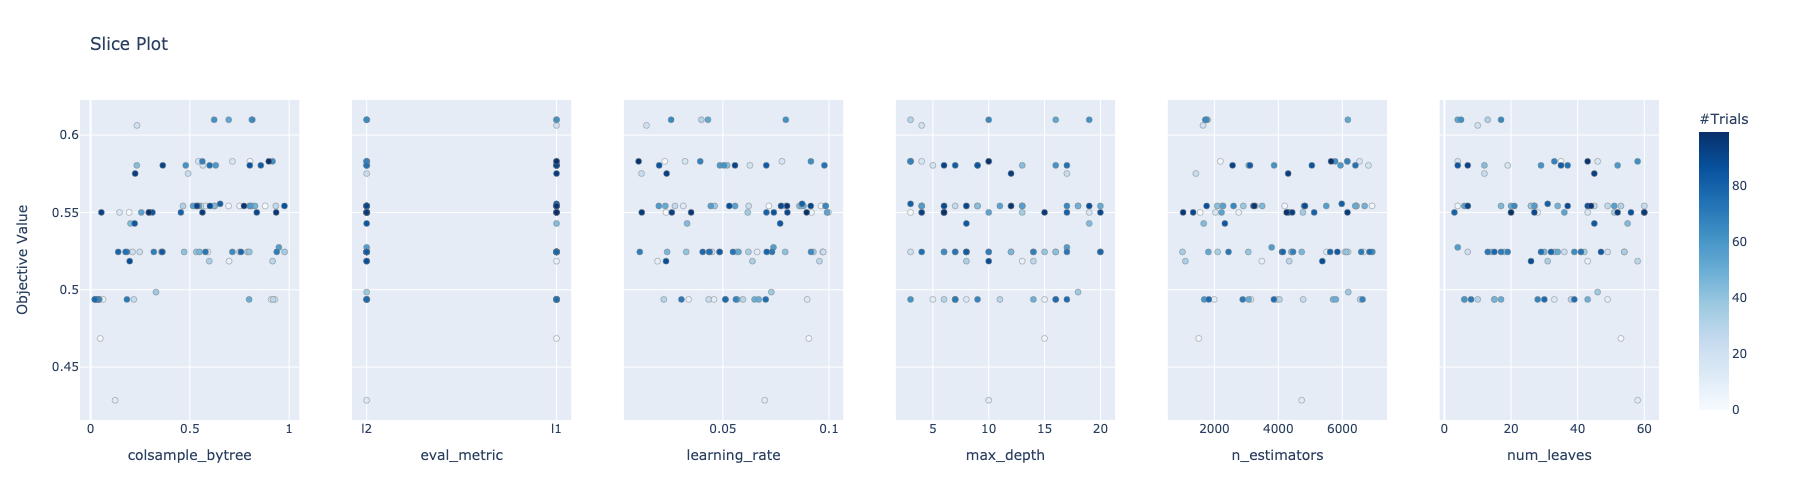 Slice Plot
#Trials
Objective Value
0.6
0.55
0.5
0.45
0 0.5 1
l2 l1
0.05 0.1
5 10 15 20
2000 4000 6000
0 20 40 60
colsample_bytree
eval_metric
learning_rate
max_depth
n_estimators
num_leaves
80
60
40
20
0